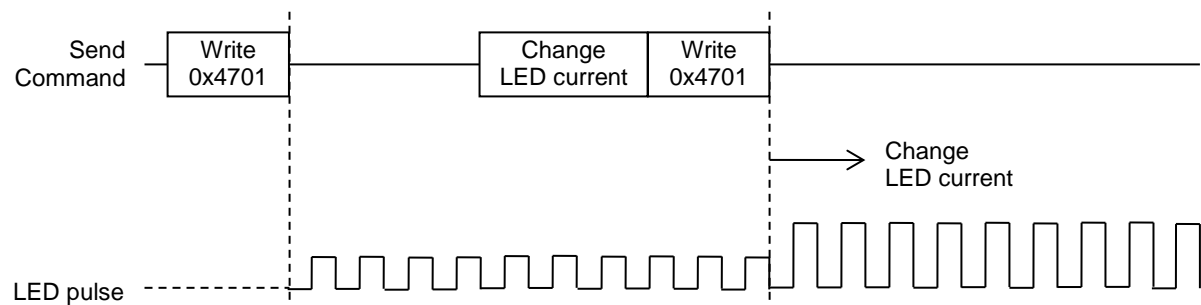 Send
Command
Write
0x4701
Change
LED current
Write
0x4701
Change
LED current
LED pulse